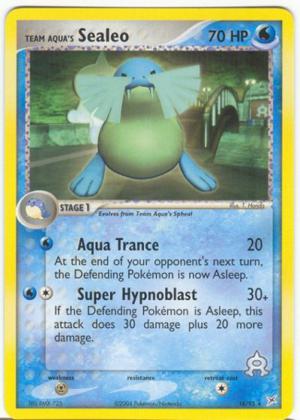 TEAM AQUA'S Sealeo 70 HP
Illus. T. Honda
STAGE 1
Evolves from Team Aqua's Spheal
Aqua Trance 20
At the end of your opponent's next turn,
the Defending Pokémon is now Asleep.
Super Hypnoblast 30+
If the Defending Pokémon is Asleep, this
attack does 30 damage plus 20 more
damage.
weakness resistance retreat cost
©2004 Pokémon/Nintendo